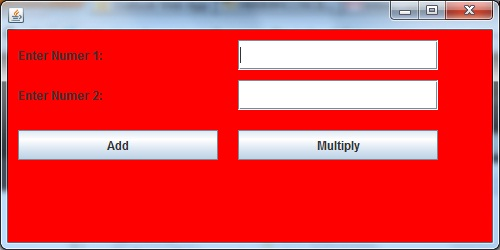 Enter Numer 1:
Enter Numer 2:
Add Multiply